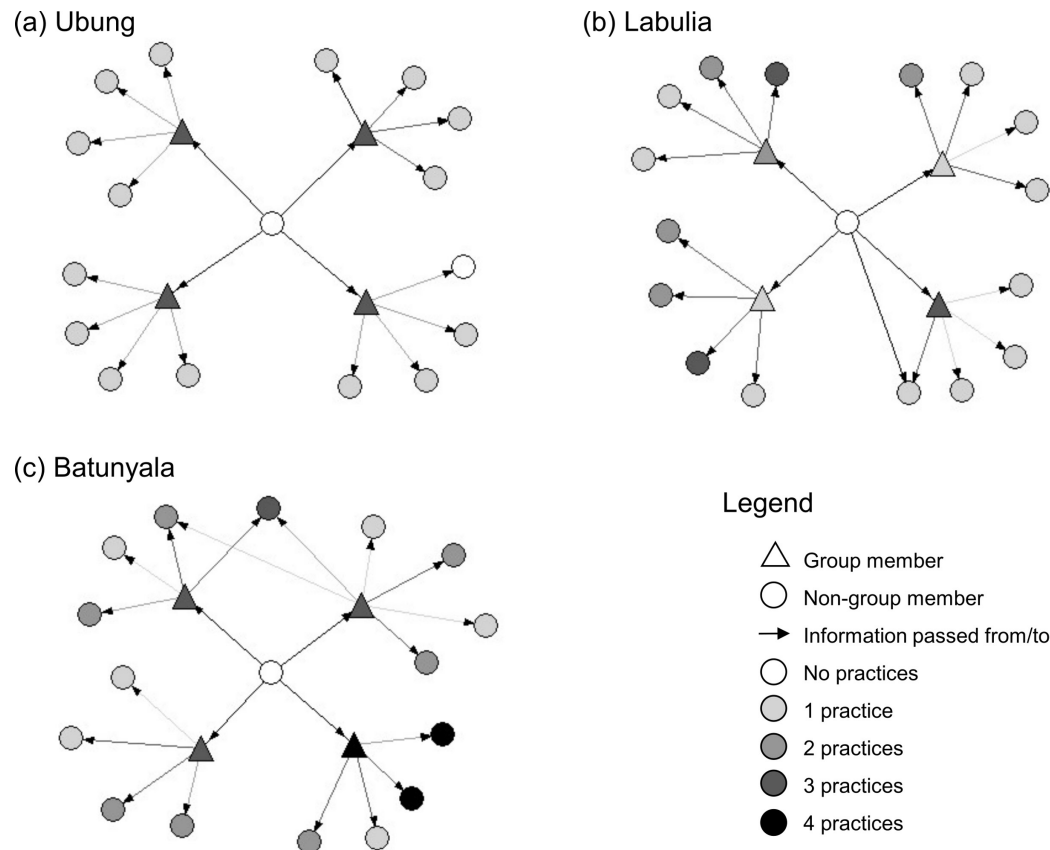 (a) Ubung
(b) Labulia
(c) Batunyala
Legend
Group member
Non-group member
Information passed from/to
No practices
1 practice
2 practices
3 practices
4 practices